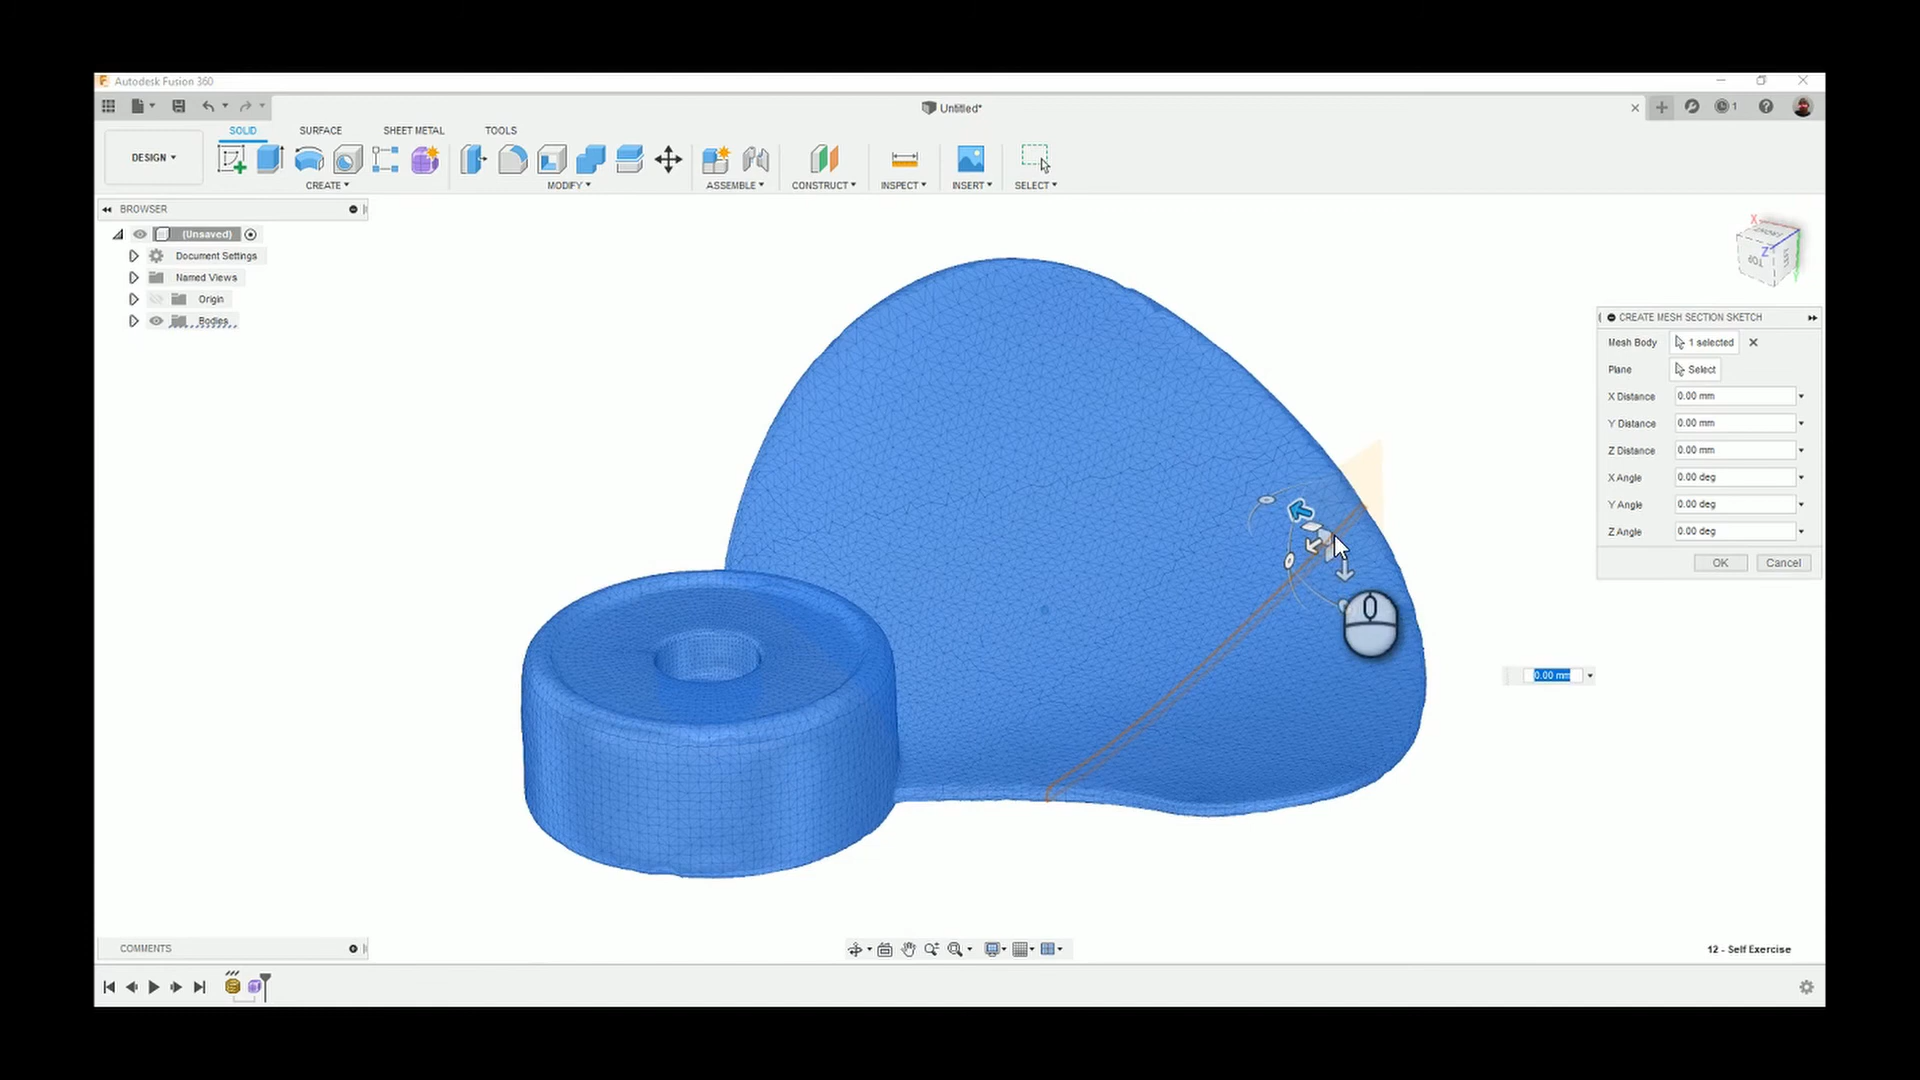 Autodesk Fusion 360
Untitled*
1
SOLID SURFACE SHEET METAL TOOLS
DESIGN
CREATE MODIFY ASSEMBLE CONSTRUCT INSPECT INSERT SELECT
BROWSER
(Unsaved)
Document Settings
Named Views
Origin
Bodies
X
Z
TOP
FRONT
Y
CREATE MESH SECTION SKETCH
Mesh Body 1 selected
Plane Select
X Distance 0.00 mm
Y Distance 0.00 mm
Z Distance 0.00 mm
X Angle 0.00 deg
Y Angle 0.00 deg
Z Angle 0.00 deg
OK Cancel
0.00 mm
COMMENTS
12 - Self Exercise